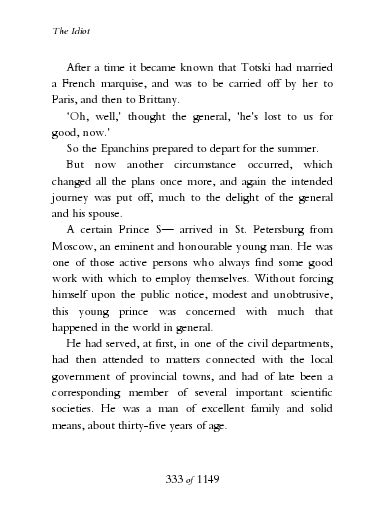 The Idiot
After a time it became known that Totski had married
a French marquise, and was to be carried off by her to
Paris, and then to Brittany.
'Oh, well,' thought the general, 'he's lost to us for
good, now.'
So the Epanchins prepared to depart for the summer.
But now another circumstance occurred, which
changed all the plans once more, and again the intended
journey was put off, much to the delight of the general
and his spouse.
A certain Prince S— arrived in St. Petersburg from
Moscow, an eminent and honourable young man. He was
one of those active persons who always find some good
work with which to employ themselves. Without forcing
himself upon the public notice, modest and unobtrusive,
this young prince was concerned with much that
happened in the world in general.
He had served, at first, in one of the civil departments,
had then attended to matters connected with the local
government of provincial towns, and had of late been a
corresponding member of several important scientific
societies. He was a man of excellent family and solid
means, about thirty-five years of age.
333 of 1149